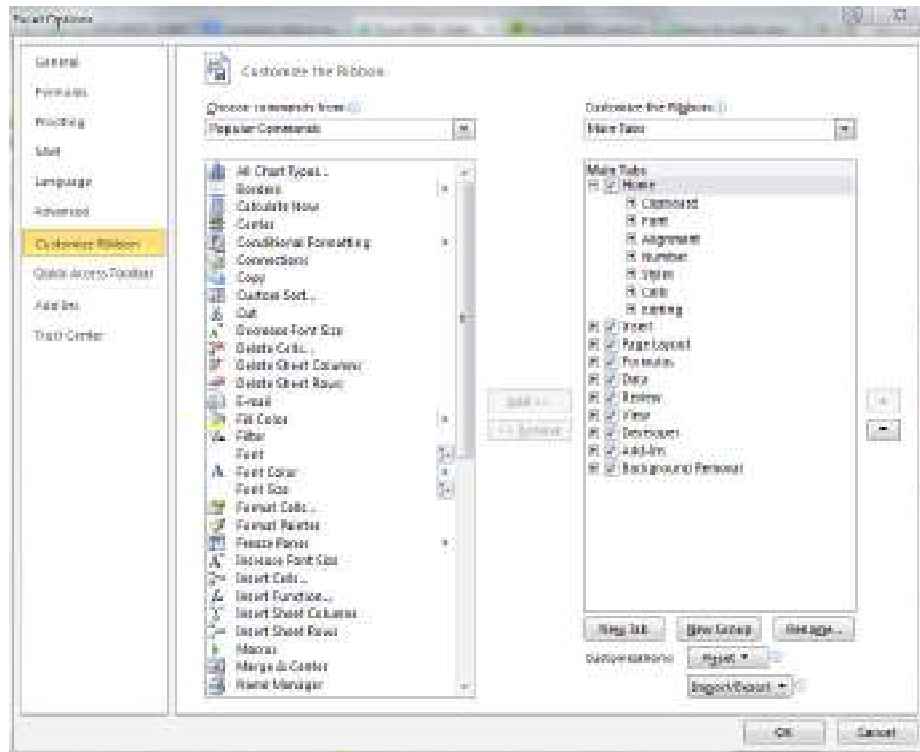 Excel Options
General
Formulas
Proofing
Save
Language
Advanced
Customize Ribbon
Quick Access Toolbar
Add-Ins
Trust Center
Customize the Ribbon
Choose commands from:
Popular Commands
All Chart Types...
Borders
Calculate Now
Center
Conditional Formatting
Connections
Copy
Custom Sort...
Cut
Decrease Font Size
Delete Cells...
Delete Sheet Columns
Delete Sheet Rows
E-mail
Fill Color
Filter
Font
Font Color
Font Size
Format Cells...
Format Painter
Freeze Panes
Increase Font Size
Insert Cells...
Insert Function...
Insert Sheet Columns
Insert Sheet Rows
Macros
Merge & Center
Name Manager
Add >>
<< Remove
Customize the Ribbon:
Main Tabs
Main Tabs
Home
Clipboard
Font
Alignment
Number
Styles
Cells
Editing
Insert
Page Layout
Formulas
Data
Review
View
Developer
Add-Ins
Background Removal
New Tab
New Group
Rename...
Customizations:
Reset
Import/Export
OK
Cancel